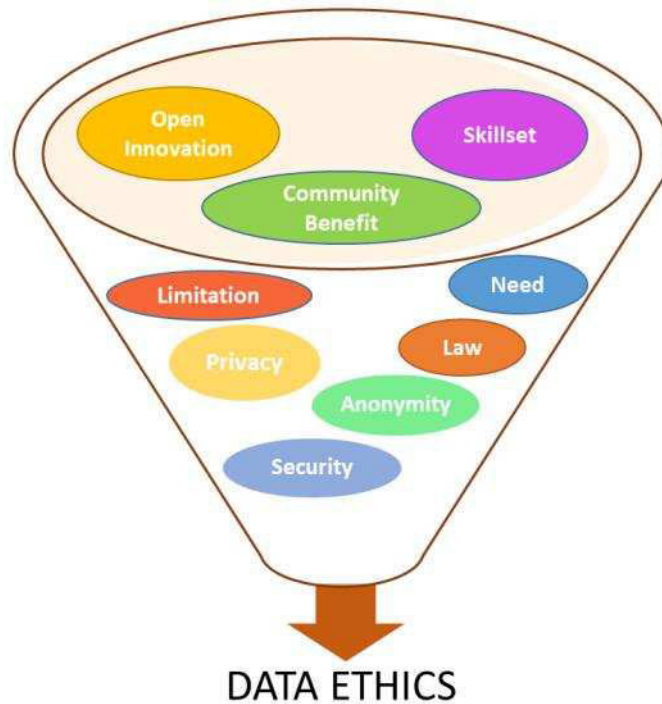 Open
Innovation
Skillset
Community
Benefit
Limitation
Need
Privacy
Law
Anonymity
Security
DATA ETHICS